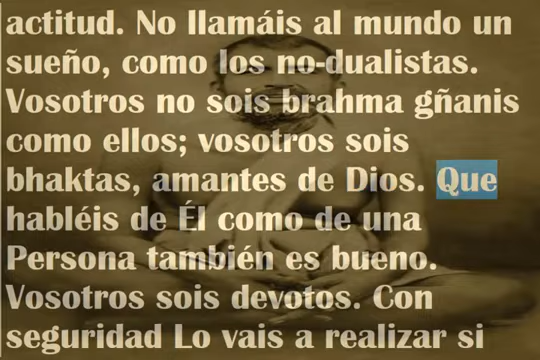 actitud. No llamáis al mundo un
sueño, como los no-dualistas.
Vosotros no sois brahma gñanis
como ellos; vosotros sois
bhaktas, amantes de Dios. Que
habléis de Él como de una
Persona también es bueno.
Vosotros sois devotos. Con
seguridad Lo vais a realizar si